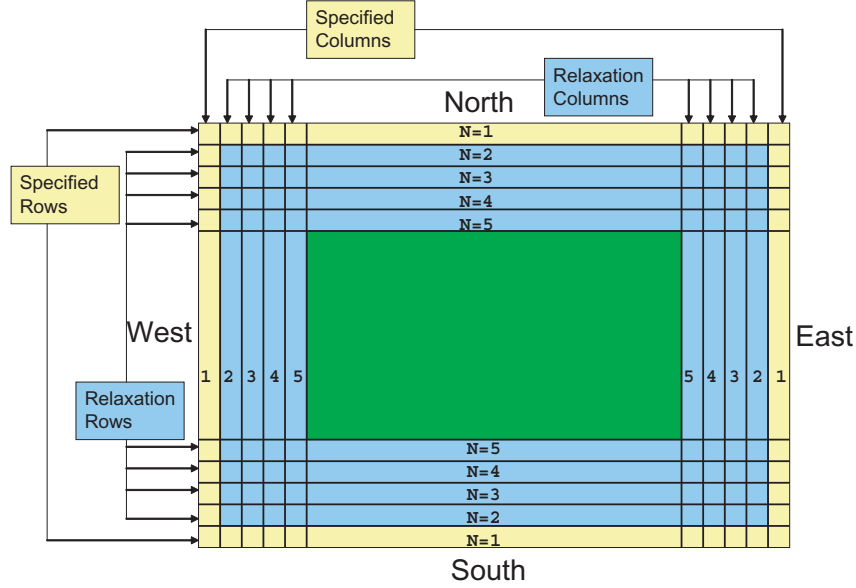 Specified
Columns
Relaxation
Columns
North
N=1
N=2
N=3
N=4
N=5
Specified
Rows
West
East
1 2 3 4 5
5 4 3 2 1
Relaxation
Rows
N=5
N=4
N=3
N=2
N=1
South